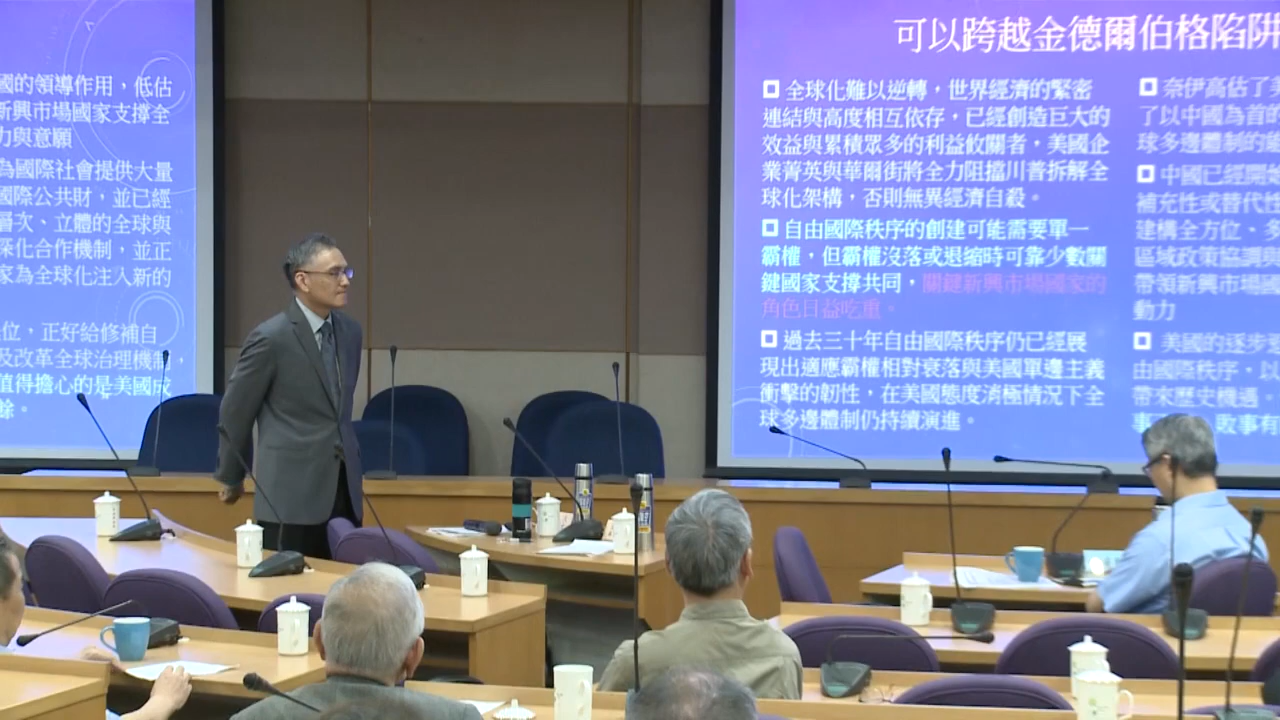 國的領導作用，低估
新興市場國家支撐全
力與意願
為國際社會提供大量
國際公共財，並已經
層次、立體的全球與
深化合作機制，並正
家為全球化注入新的
位，正好給修補自
及改革全球治理機制，
值得擔心的是美國成
餘。
可以跨越金德爾伯格陷阱
全球化難以逆轉，世界經濟的緊密
連結與高度相互依存，已經創造巨大的
效益與累積眾多的利益攸關者，美國企
業菁英與華爾街將全力阻擋川普拆解全
球化架構，否則無異經濟自殺。
自由國際秩序的創建可能需要單一
霸權，但霸權沒落或退縮時可靠少數關
鍵國家支撐共同，關鍵新興市場國家的
角色日益吃重。
過去三十年自由國際秩序仍已經展
現出適應霸權相對衰落與美國單邊主義
衝擊的韌性，在美國態度消極情況下全
球多邊體制仍持續演進。
奈伊高估了
了以中國為首的
球多邊體制的
中國已經開始
補充性或替代性
建構全方位、多
區域政策協調與
帶領新興市場國
動力
美國的逐步
由國際秩序，以
帶來歷史機遇。
事 敗事有